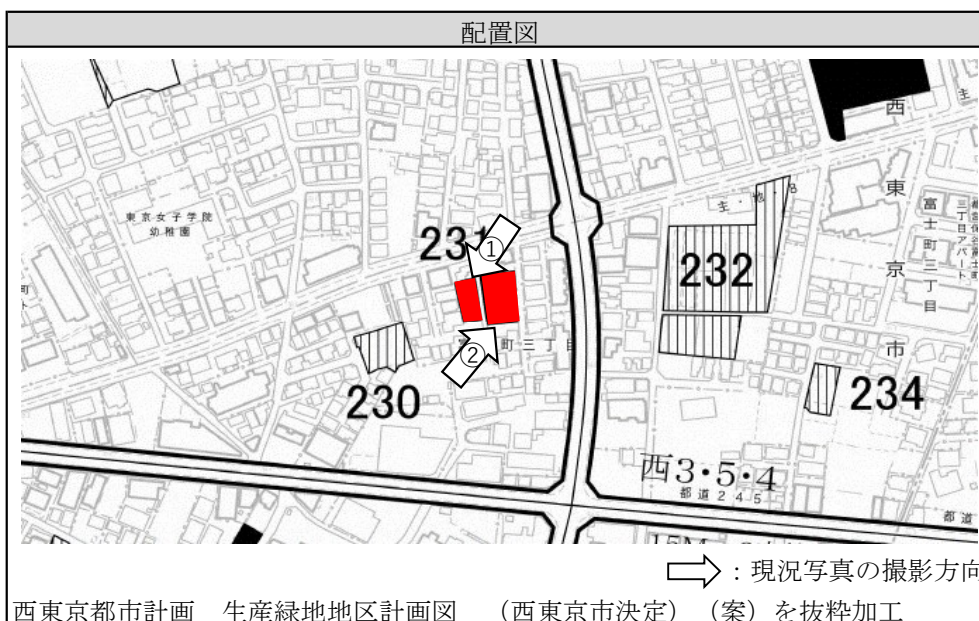 配置図
西東京市
主・地・8
主
東京女子学院
幼稚園
富士町三丁目
231
①
232
②
町三丁目
230
234
西3・5・4
都道245
都道
：現況写真の撮影方向
西東京都市計画　生産緑地地区計画図　（西東京市決定）（案）を抜粋加工